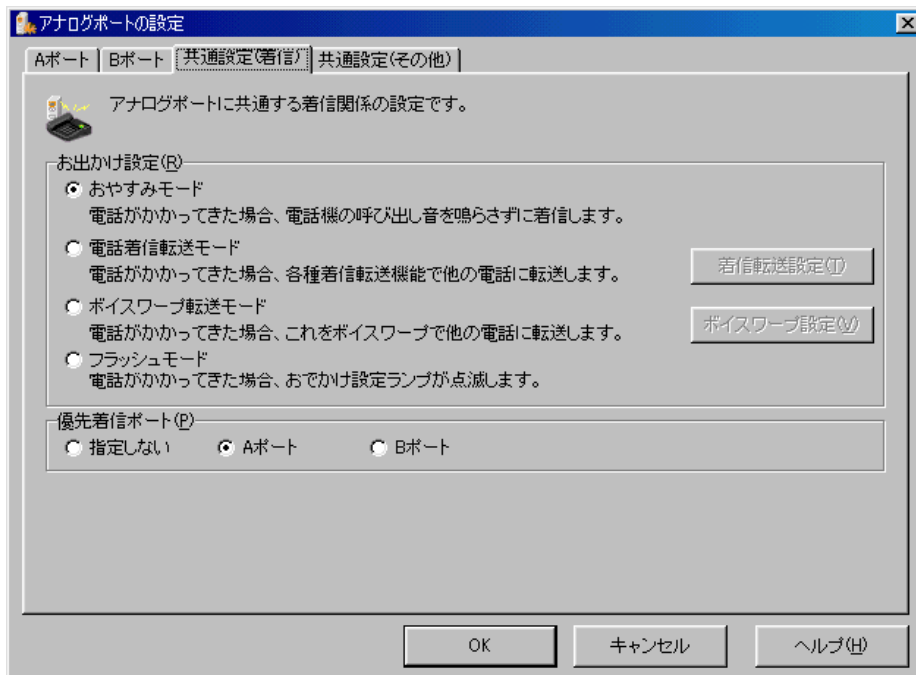 アナログポートの設定
Aポート Bポート 共通設定(着信) 共通設定(その他)
アナログポートに共通する着信関係の設定です。
お出かけ設定(R)
おやすみモード
電話がかかってきた場合、電話機の呼び出し音を鳴らさずに着信します。
電話着信転送モード
電話がかかってきた場合、各種着信転送機能で他の電話に転送します。
着信転送設定(T)
ボイスワープ転送モード
電話がかかってきた場合、これをボイスワープで他の電話に転送します。
ボイスワープ設定(V)
フラッシュモード
電話がかかってきた場合、おでかけ設定ランプが点滅します。
優先着信ポート(P)
指定しない Aポート Bポート
OK キャンセル ヘルプ(H)